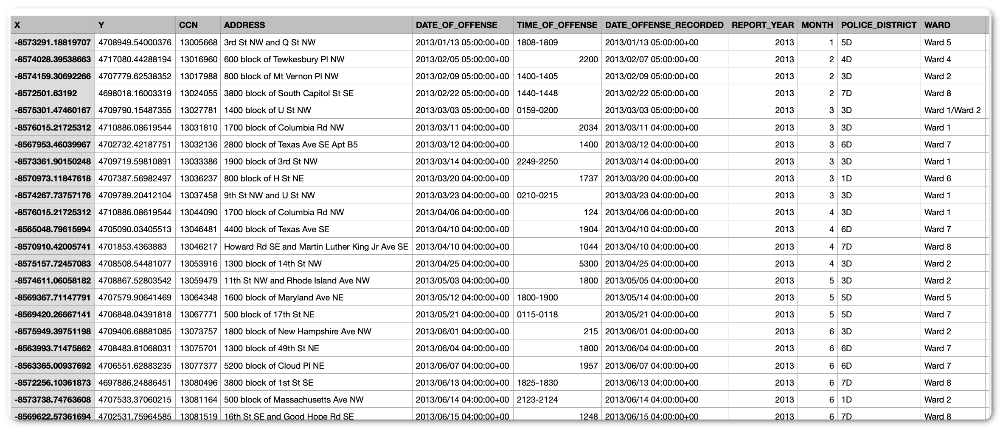 X Y CCN ADDRESS DATE_OF_OFFENSE TIME_OF_OFFENSE DATE_OFFENSE_RECORDED REPORT_YEAR MONTH POLICE_DISTRICT WARD
-8573291.18819707 4708949.54000376 13005668 3rd St NW and Q St NW 2013/01/13 05:00:00+00 1808-1809 2013/01/13 05:00:00+00 2013 1 5D Ward 5
-8574028.39538663 4717080.44288194 13016960 600 block of Tewkesbury Pl NW 2013/02/05 05:00:00+00 2200 2013/02/07 05:00:00+00 2013 2 4D Ward 4
-8574159.30692266 4707779.62538352 13017988 800 block of Mt Vernon Pl NW 2013/02/09 05:00:00+00 1400-1405 2013/02/09 05:00:00+00 2013 2 3D Ward 2
-8572501.63192 4698018.16003319 13024055 3800 block of South Capitol St SE 2013/02/22 05:00:00+00 1440-1448 2013/02/22 05:00:00+00 2013 2 7D Ward 8
-8575301.47460167 4709790.15487355 13027781 1400 block of U St NW 2013/03/03 05:00:00+00 0159-0200 2013/03/03 05:00:00+00 2013 3 3D Ward 1/Ward 2
-8576015.21725312 4710886.08619544 13031810 1700 block of Columbia Rd NW 2013/03/11 04:00:00+00 2034 2013/03/11 04:00:00+00 2013 3 3D Ward 1
-8567953.46039967 4702732.42187751 13032136 2800 block of Texas Ave SE Apt B5 2013/03/12 04:00:00+00 1400 2013/03/12 04:00:00+00 2013 3 6D Ward 7
-8573361.90150248 4709719.59810891 13033386 1900 block of 3rd St NW 2013/03/14 04:00:00+00 2249-2250 2013/03/14 04:00:00+00 2013 3 3D Ward 1
-8570973.11847618 4707387.56982497 13036237 800 block of H St NE 2013/03/20 04:00:00+00 1737 2013/03/20 04:00:00+00 2013 3 1D Ward 6
-8574267.73757176 4709789.20412104 13037458 9th St NW and U St NW 2013/03/23 04:00:00+00 0210-0215 2013/03/23 04:00:00+00 2013 3 3D Ward 1
-8576015.21725312 4710886.08619544 13044090 1700 block of Columbia Rd NW 2013/04/06 04:00:00+00 124 2013/04/06 04:00:00+00 2013 4 3D Ward 1
-8565048.79615994 4705090.03405513 13046481 4400 block of Texas Ave SE 2013/04/10 04:00:00+00 1904 2013/04/10 04:00:00+00 2013 4 6D Ward 7
-8570910.42005741 4701853.4363883 13046217 Howard Rd SE and Martin Luther King Jr Ave SE 2013/04/10 04:00:00+00 1044 2013/04/10 04:00:00+00 2013 4 7D Ward 8
-8575157.72457083 4708508.54481077 13053916 1300 block of 14th St NW 2013/04/25 04:00:00+00 5300 2013/04/25 04:00:00+00 2013 4 3D Ward 2
-8574611.06058182 4708867.52803542 13059479 11th St NW and Rhode Island Ave NW 2013/05/03 04:00:00+00 1800 2013/05/05 04:00:00+00 2013 5 3D Ward 2
-8569367.71147791 4707579.90641469 13064348 1600 block of Maryland Ave NE 2013/05/12 04:00:00+00 1800-1900 2013/05/14 04:00:00+00 2013 5 5D Ward 5
-8569420.26667141 4706848.04391818 13067771 500 block of 17th St NE 2013/05/21 04:00:00+00 0115-0118 2013/05/21 04:00:00+00 2013 5 5D Ward 7
-8575949.39751198 4709406.68881085 13073757 1800 block of New Hampshire Ave NW 2013/06/01 04:00:00+00 215 2013/06/01 04:00:00+00 2013 6 3D Ward 2
-8563993.71475862 4708483.81068031 13075701 1300 block of 49th St NE 2013/06/04 04:00:00+00 1800 2013/06/04 04:00:00+00 2013 6 6D Ward 7
-8563365.00937692 4706551.62883235 13077377 5200 block of Cloud Pl NE 2013/06/07 04:00:00+00 1957 2013/06/07 04:00:00+00 2013 6 6D Ward 7
-8572256.10361873 4697886.24886451 13080496 3800 block of 1st St SE 2013/06/13 04:00:00+00 1825-1830 2013/06/13 04:00:00+00 2013 6 7D Ward 8
-8573738.74763608 4707533.37060215 13081164 500 block of Massachusetts Ave NW 2013/06/14 04:00:00+00 2123-2124 2013/06/14 04:00:00+00 2013 6 1D Ward 2
-8569622.57361694 4702531.75964585 13081519 16th St SE and Good Hope Rd SE 2013/06/15 04:00:00+00 1248 2013/06/15 04:00:00+00 2013 6 7D Ward 8